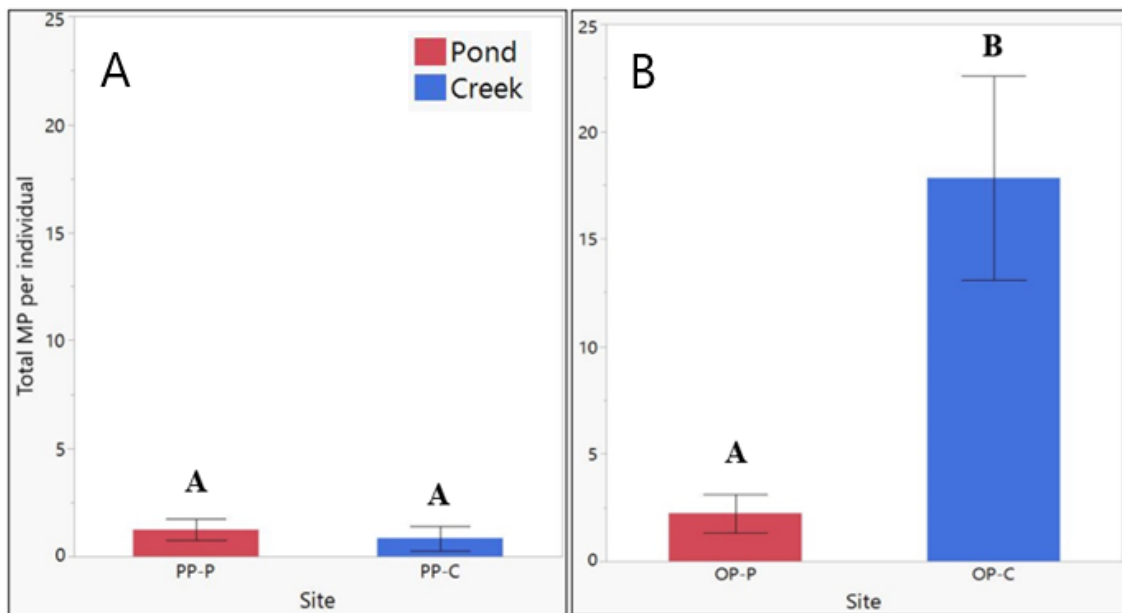 A
Pond
Creek
Total MP per individual
25
20
15
10
5
0
A
A
PP-P
PP-C
Site
B
25
20
15
10
5
0
B
A
OP-P
OP-C
Site